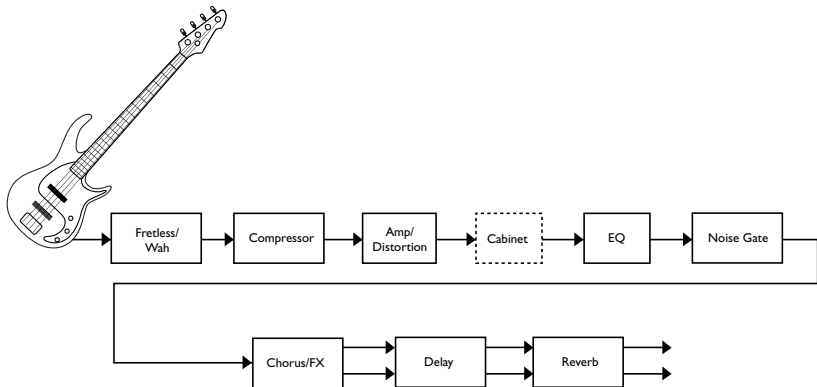 Fretless/
Wah
Compressor
Amp/
Distortion
Cabinet
EQ
Noise Gate
Chorus/FX
Delay
Reverb